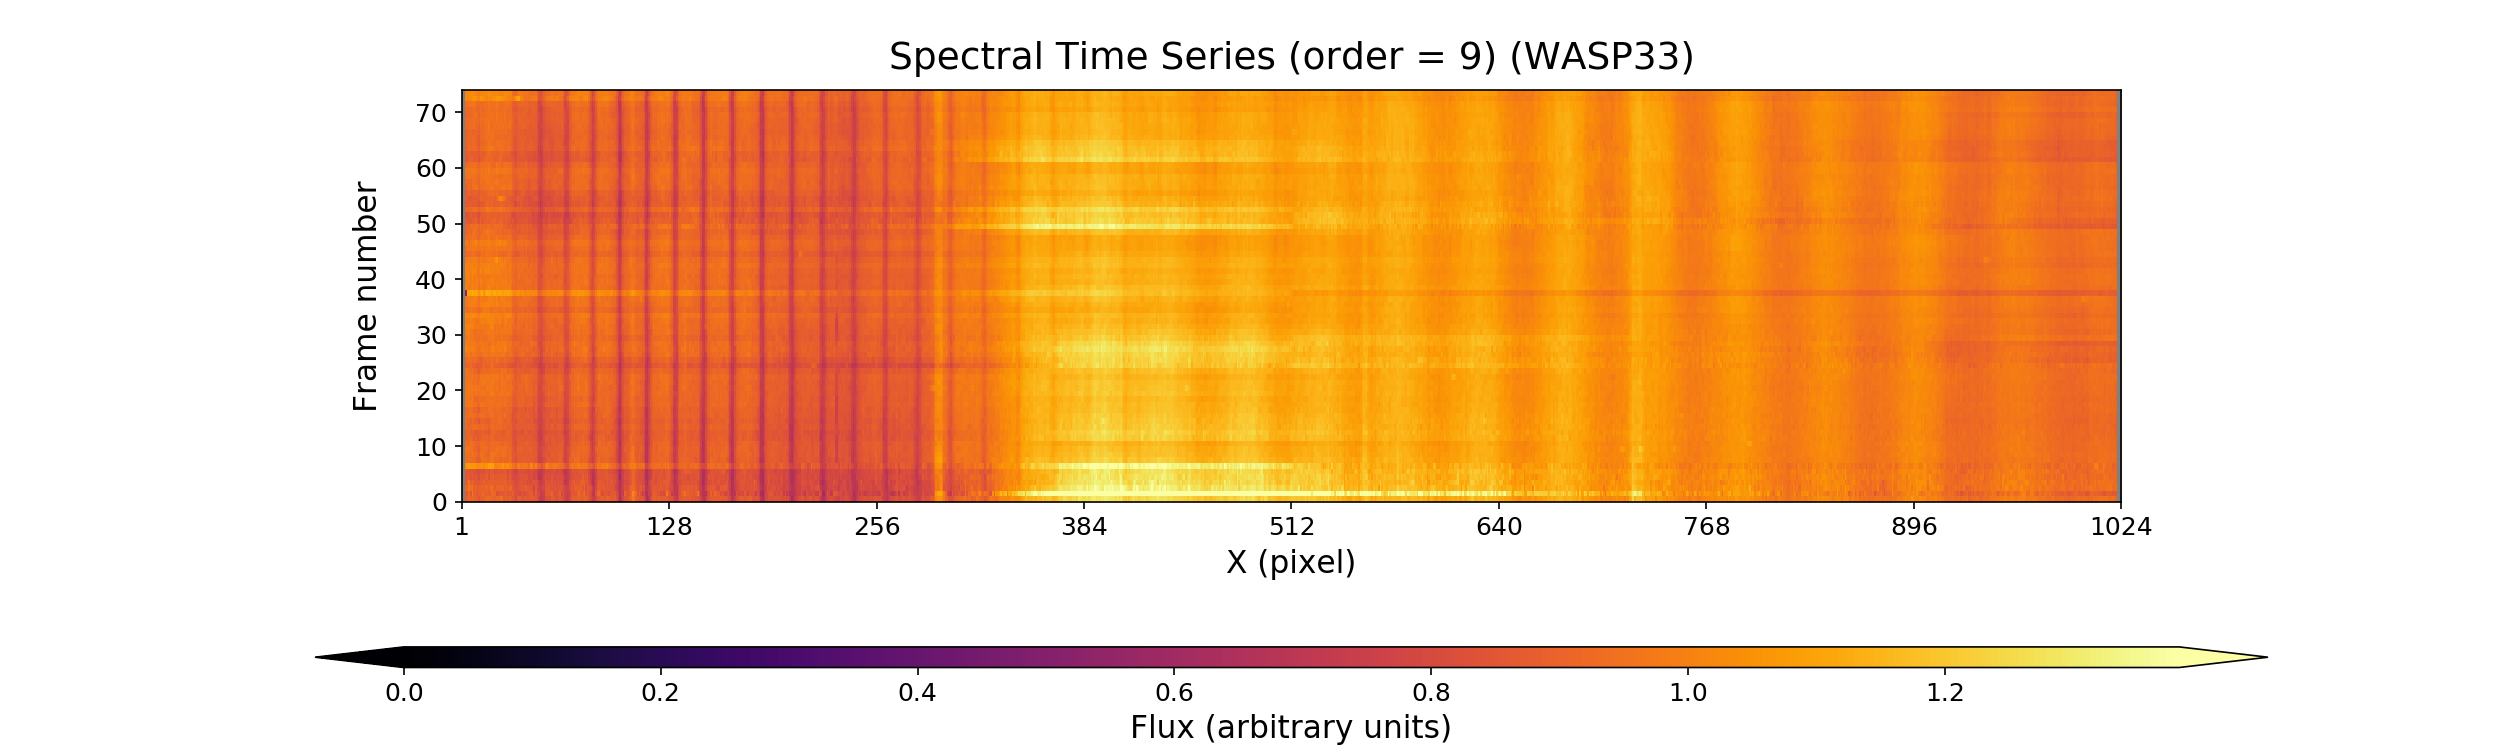 Spectral Time Series (order = 9) (WASP33)
Frame number
70
60
50
40
30
20
10
0
1 128 256 384 512 640 768 896 1024
X (pixel)
0.0 0.2 0.4 0.6 0.8 1.0 1.2
Flux (arbitrary units)